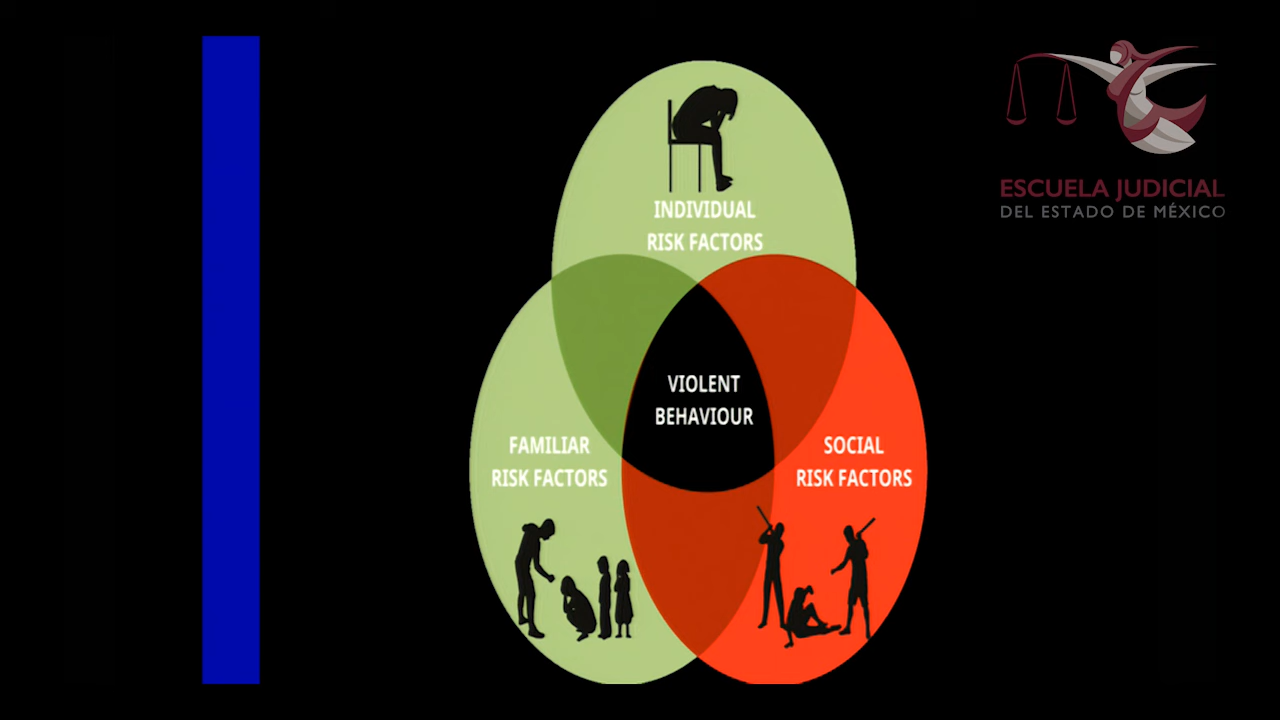 ESCUELA JUDICIAL
DEL ESTADO DE MÉXICO
INDIVIDUAL
RISK FACTORS
VIOLENT
BEHAVIOUR
FAMILIAR
RISK FACTORS
SOCIAL
RISK FACTORS